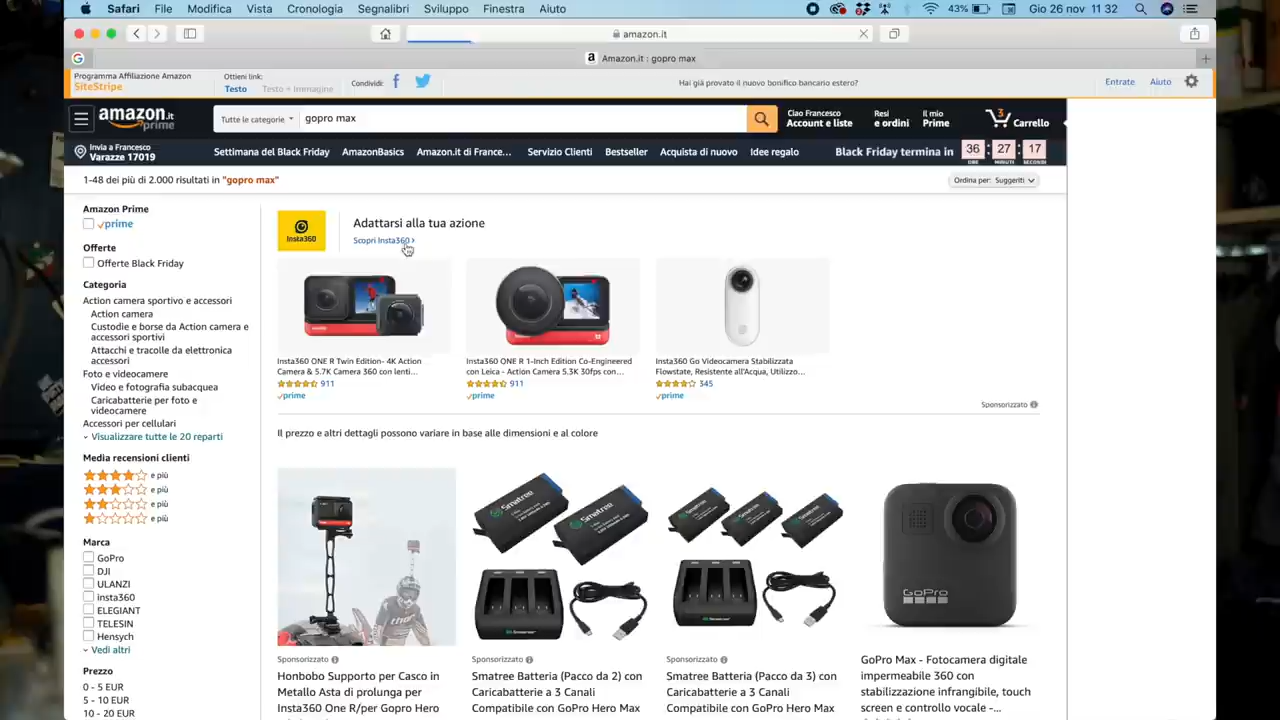 Safari File Modifica Vista Cronologia Segnalibri Sviluppo Finestra Aiuto 43% Gio 26 nov 11 32
amazon.it
Amazon.it : gopro max
Programma Affiliazione Amazon
SiteStripe
Ottieni link:
Testo Testo + Immagine
Condividi:
Hai già provato il nuovo bonifico bancario estero?
Entrate Aiuto
amazon.it
prime
Tutte le categorie
gopro max
Ciao Francesco
Account e liste
Resi
e ordini
Il mio
Prime
3
Carrello
Invia a Francesco
Varazze 17019
Settimana del Black Friday AmazonBasics Amazon.it di France... Servizio Clienti Bestseller Acquista di nuovo Idee regalo
Black Friday termina in 36 : 27 : 17
ORE MINUTI SECONDI
1-48 dei più di 2.000 risultati in "gopro max"
Ordina per: Suggeriti
Amazon Prime
prime
Offerte
Offerte Black Friday
Categoria
Action camera sportivo e accessori
Action camera
Custodie e borse da Action camera e
accessori sportivi
Attacchi e tracolle da elettronica
accessori
Foto e videocamere
Video e fotografia subacquea
Caricabatterie per foto e
videocamere
Accessori per cellulari
Visualizzare tutte le 20 reparti
Media recensioni clienti
e più
e più
e più
e più
Marca
GoPro
DJI
ULANZI
insta360
ELEGIANT
TELESIN
Hensych
Vedi altri
Prezzo
0 - 5 EUR
5 - 10 EUR
10 - 20 EUR
Insta360
Adattarsi alla tua azione
Scopri Insta360 ›
Insta360 ONE R Twin Edition- 4K Action
Camera & 5.7K Camera 360 con lenti...
911
prime
Insta360 ONE R 1-Inch Edition Co-Engineered
con Leica - Action Camera 5.3K 30fps con...
911
prime
Insta360 Go Videocamera Stabilizzata
Flowstate, Resistente all'Acqua, Utilizzo...
345
prime
Sponsorizzato
Il prezzo e altri dettagli possono variare in base alle dimensioni e al colore
Smatree
Smatree
Smatree
GoPro
Sponsorizzato
Honbobo Supporto per Casco in
Metallo Asta di prolunga per
Insta360 One R/per Gopro Hero
Sponsorizzato
Smatree Batteria (Pacco da 2) con
Caricabatterie a 3 Canali
Compatibile con GoPro Hero Max
Sponsorizzato
Smatree Batteria (Pacco da 3) con
Caricabatterie a 3 Canali
Compatibile con GoPro Hero Max
GoPro Max - Fotocamera digitale
impermeabile 360 con
stabilizzazione infrangibile, touch
screen e controllo vocale -...